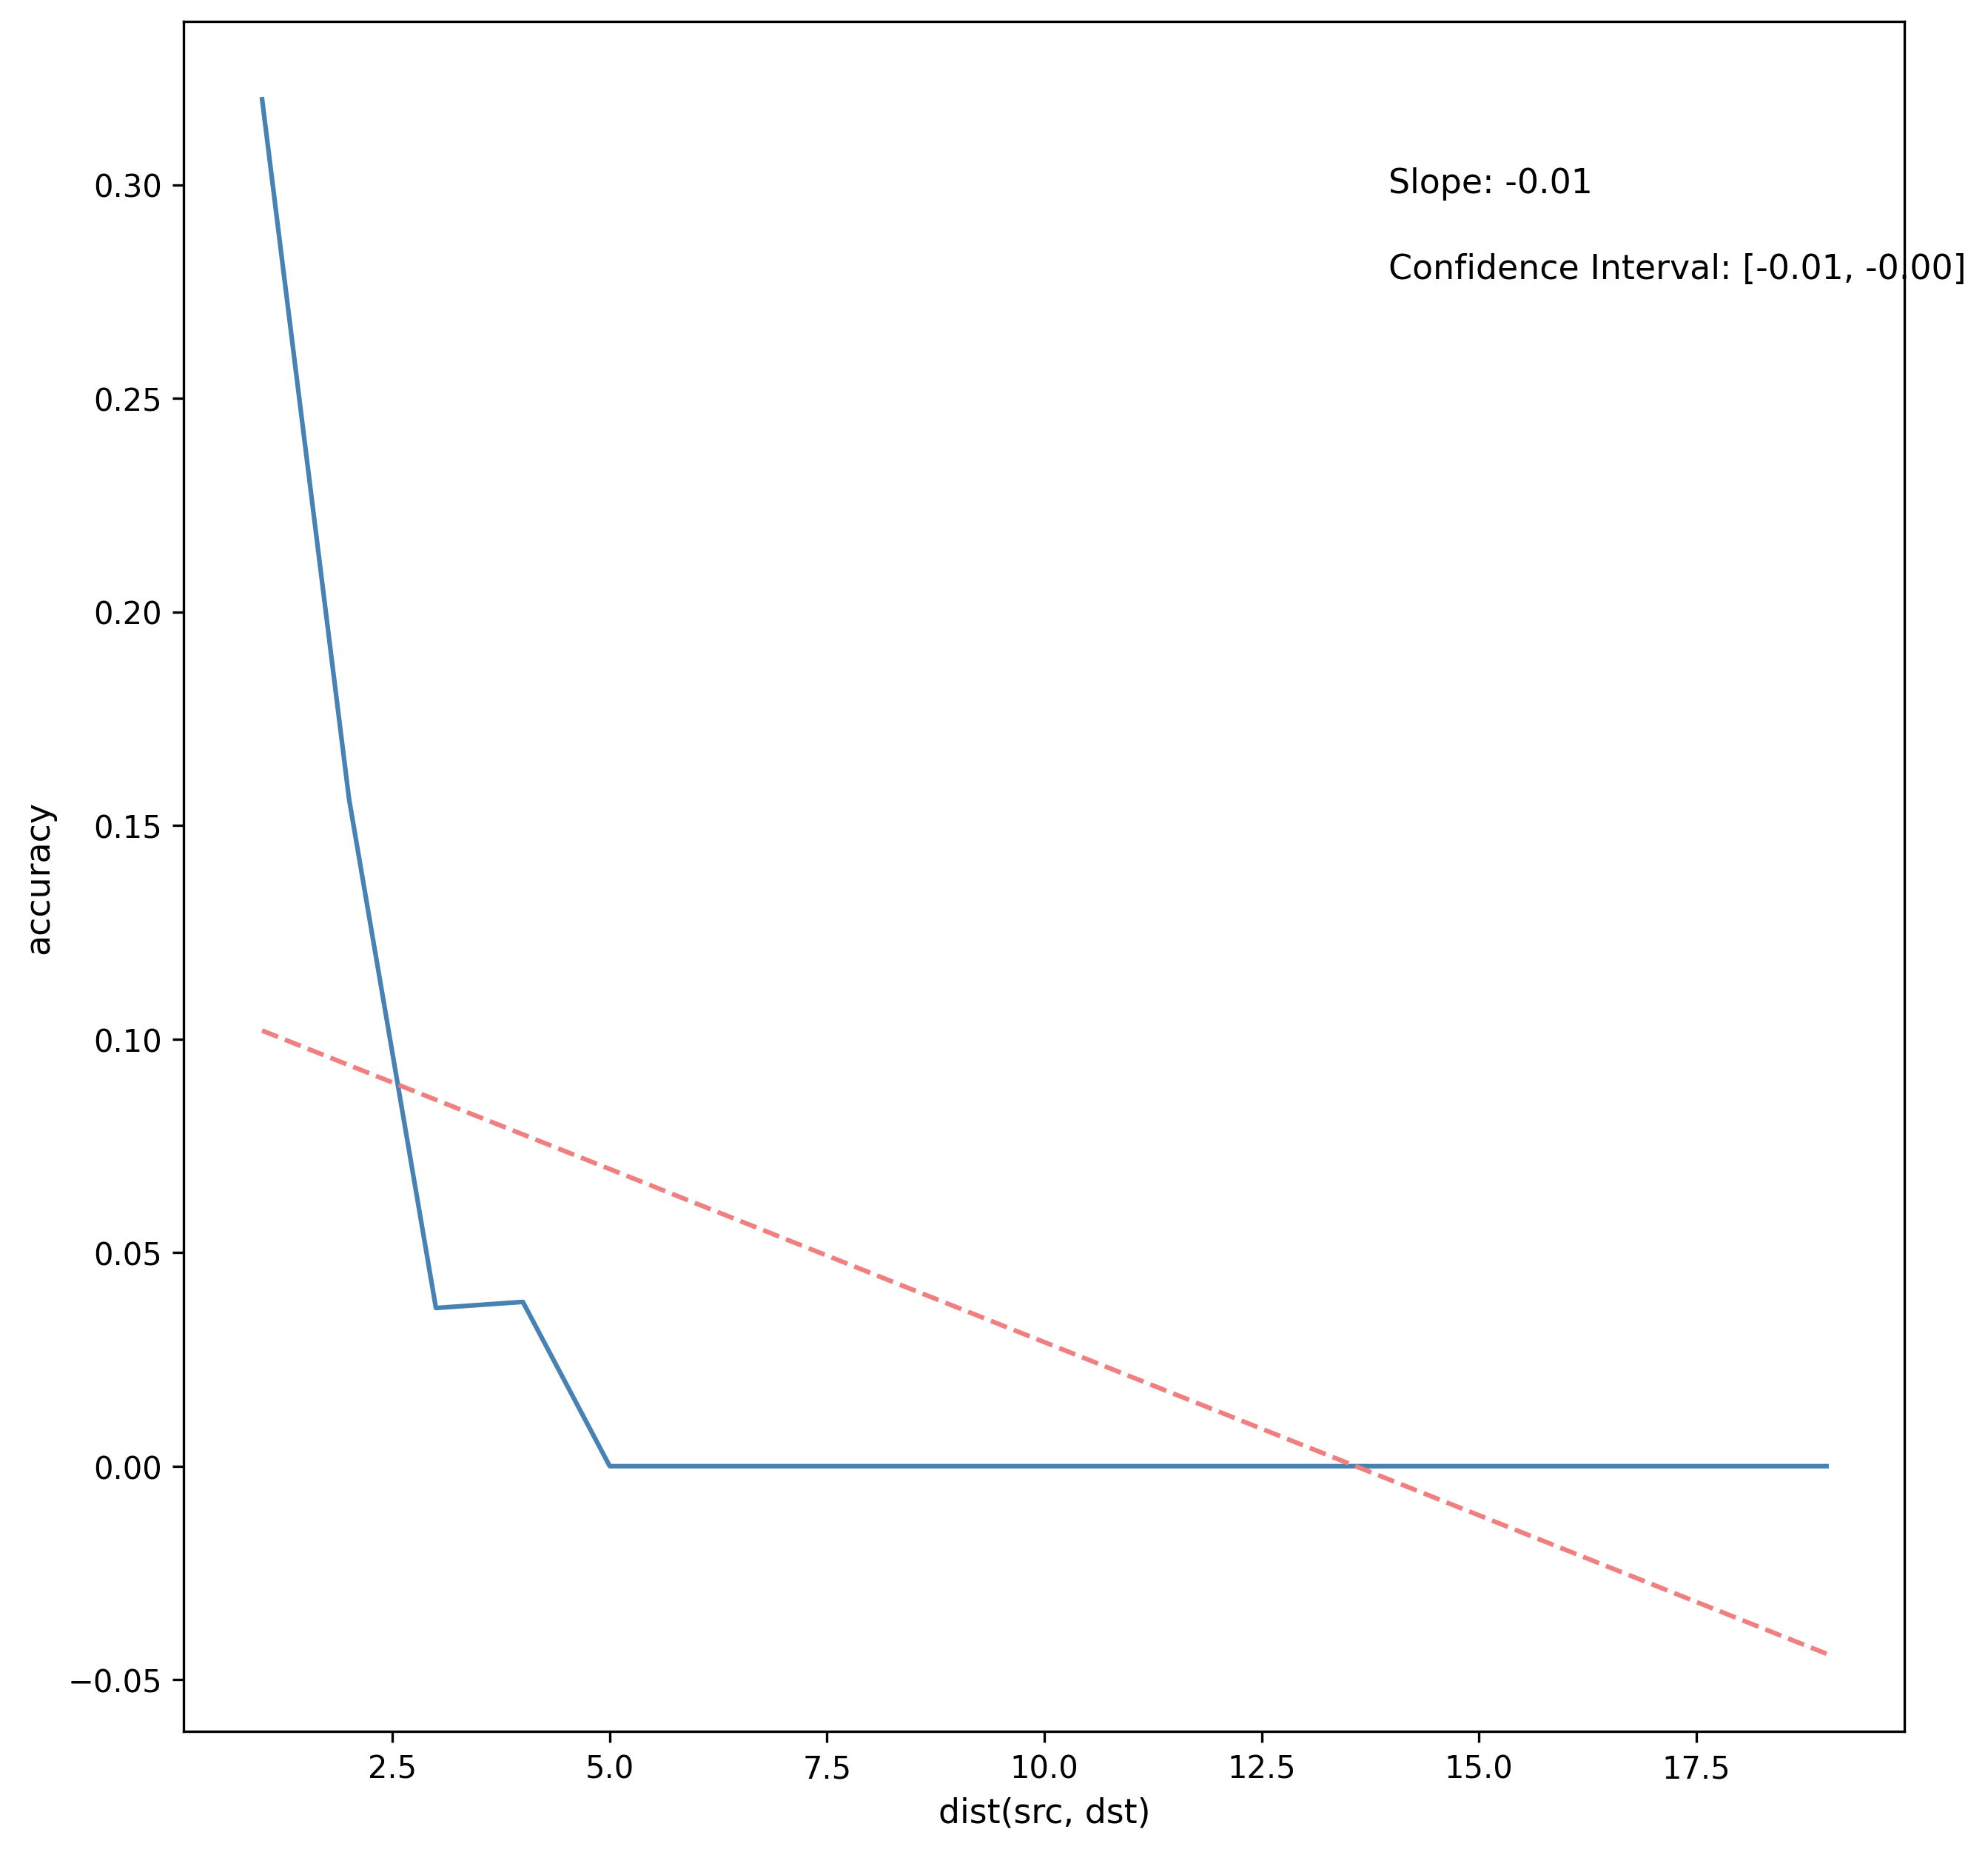 Slope: -0.01
Confidence Interval: [-0.01, -0.00]
accuracy
0.30
0.25
0.20
0.15
0.10
0.05
0.00
−0.05
2.5 5.0 7.5 10.0 12.5 15.0 17.5
dist(src, dst)